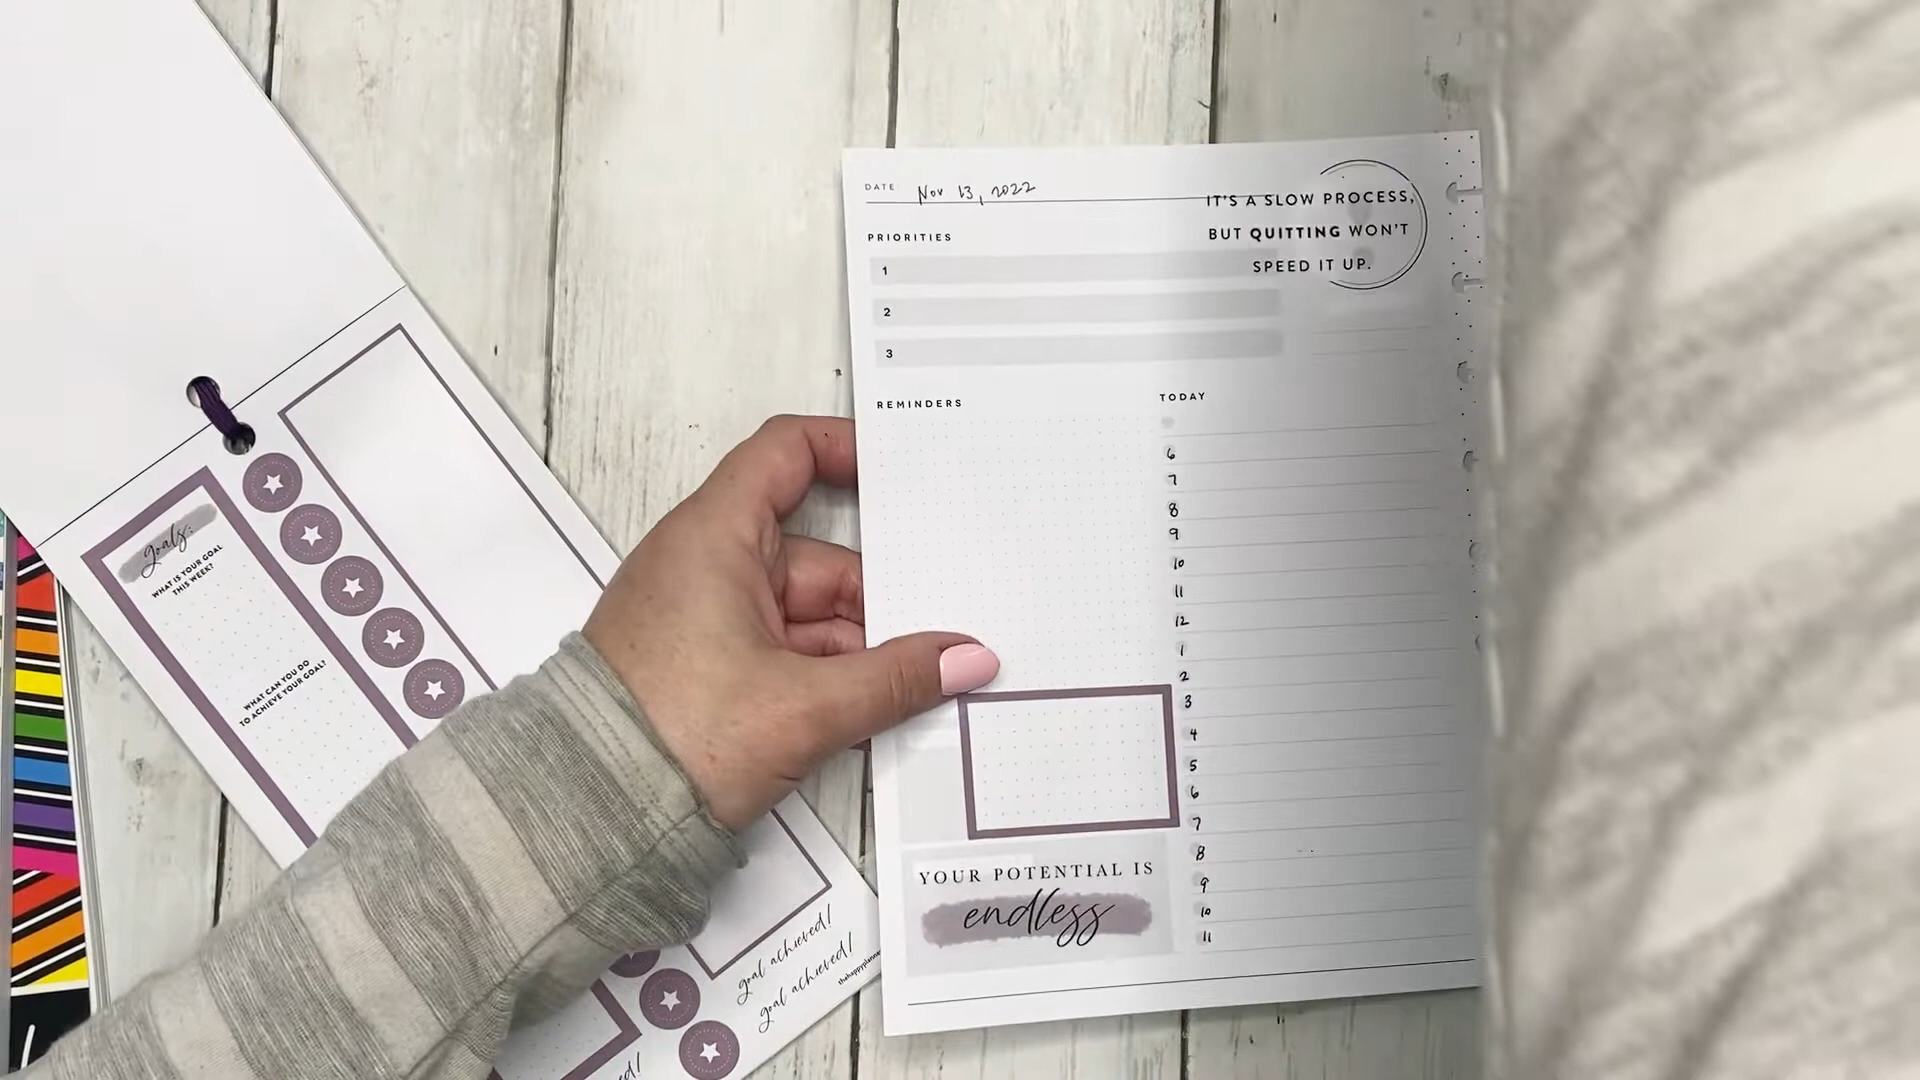 DATE Nov 13, 2022
IT'S A SLOW PROCESS,
BUT QUITTING WON'T
SPEED IT UP.
PRIORITIES
1
2
3
REMINDERS
TODAY
6
7
8
9
10
11
12
1
2
3
4
5
6
7
8
9
10
11
YOUR POTENTIAL IS
endless
goals:
WHAT IS YOUR GOAL
THIS WEEK?
WHAT CAN YOU DO
TO ACHIEVE YOUR GOAL?
goal achieved!
goal achieved!